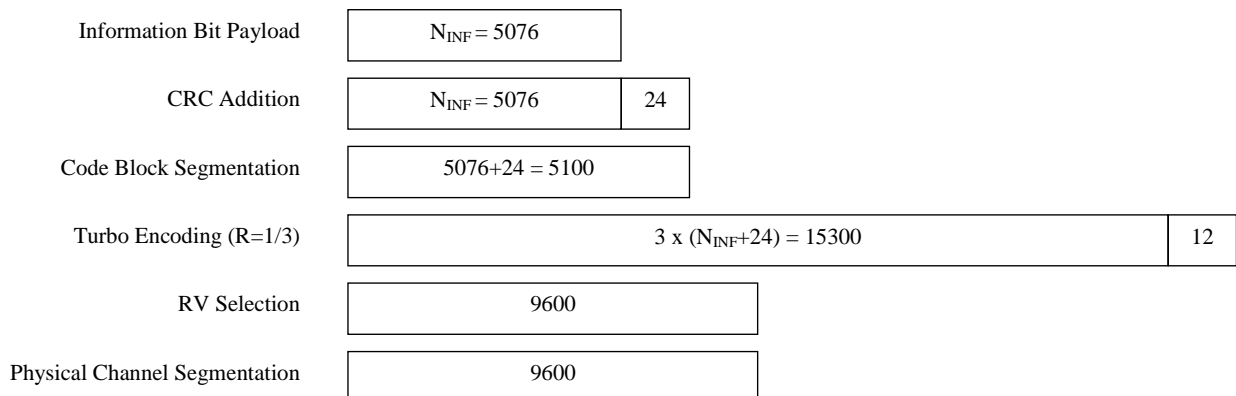 Information Bit Payload N_INF = 5076
CRC Addition N_INF = 5076 24
Code Block Segmentation 5076+24 = 5100
Turbo Encoding (R=1/3) 3 x (N_INF+24) = 15300 12
RV Selection 9600
Physical Channel Segmentation 9600